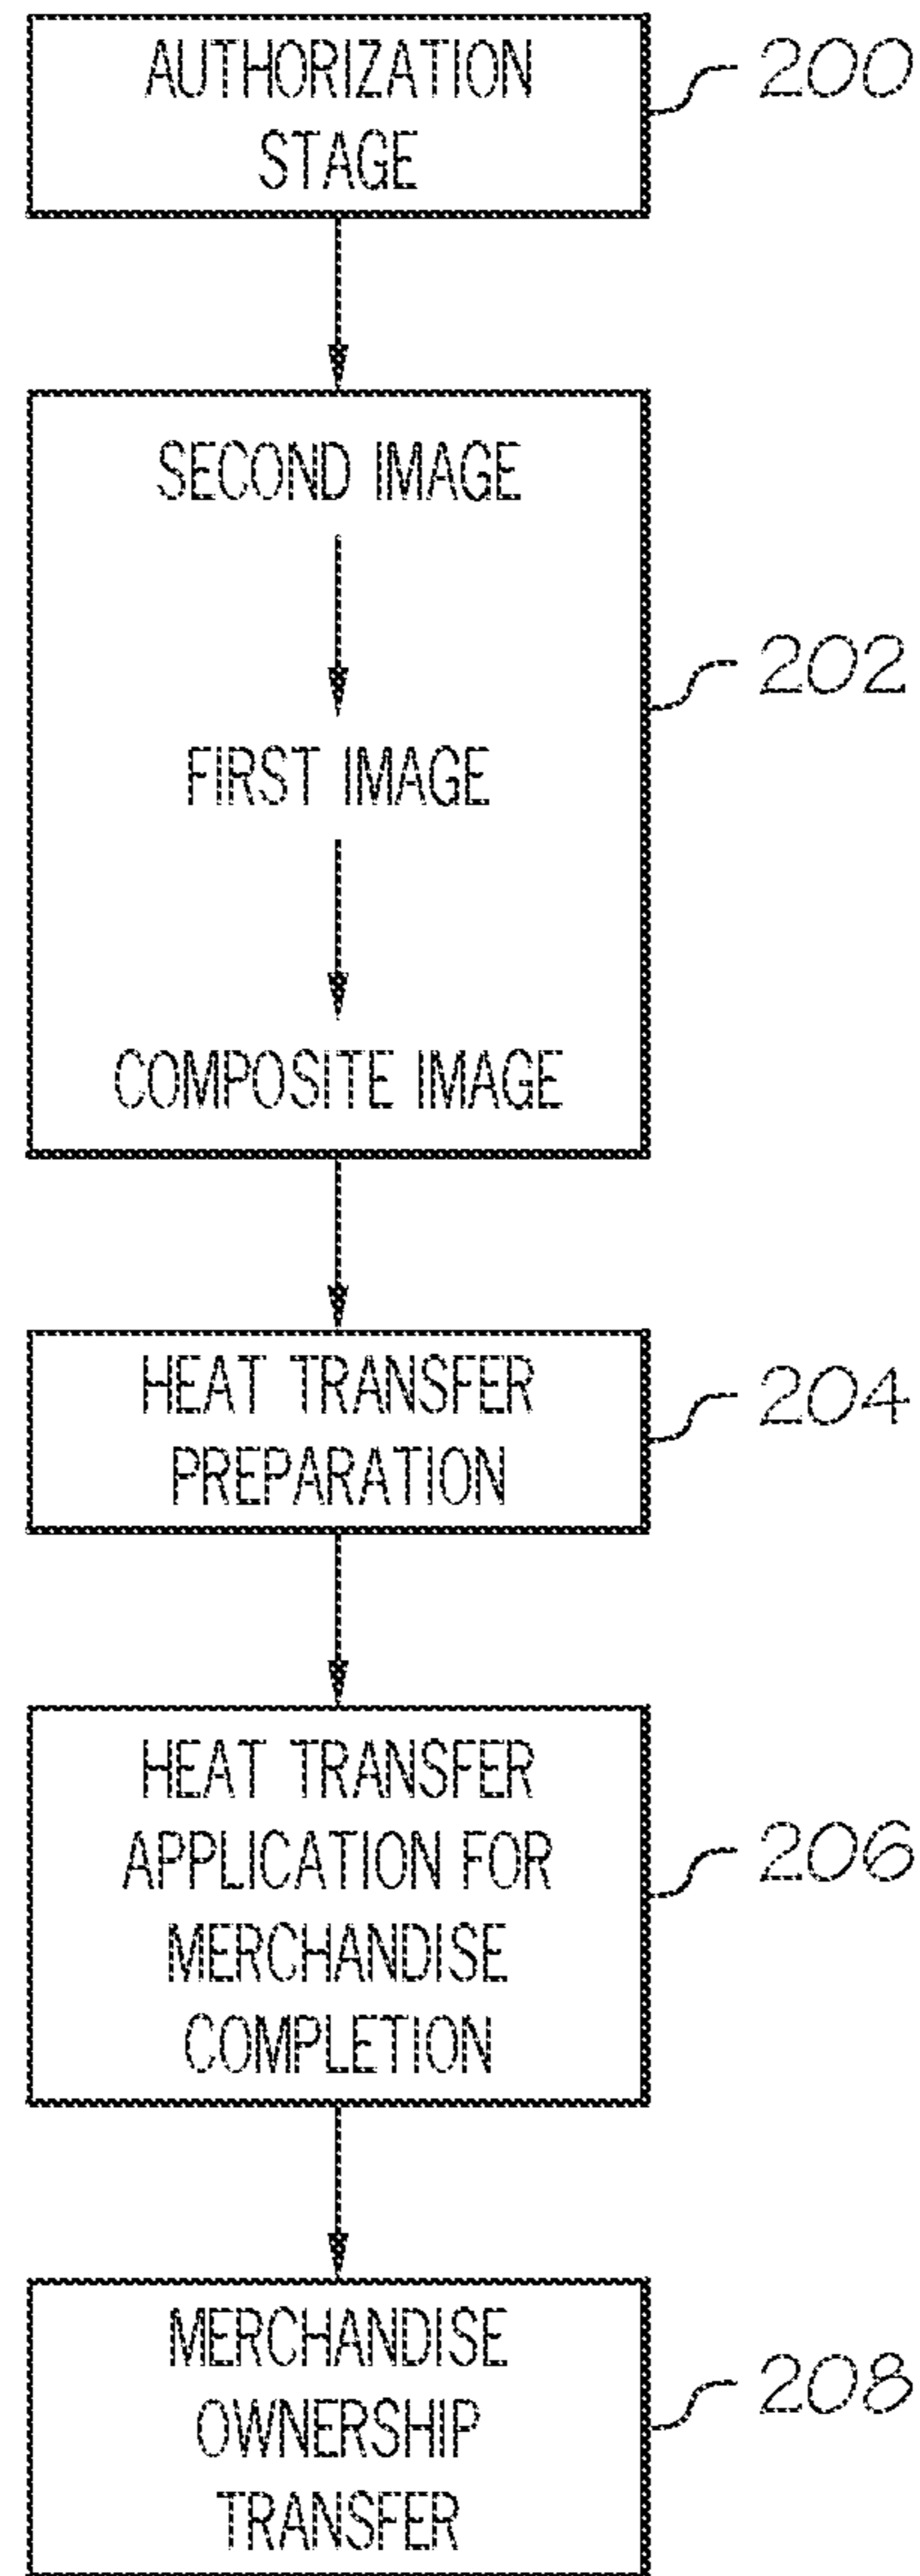 AUTHORIZATION
STAGE
200
SECOND IMAGE
FIRST IMAGE
COMPOSITE IMAGE
202
HEAT TRANSFER
PREPARATION
204
HEAT TRANSFER
APPLICATION FOR
MERCHANDISE
COMPLETION
206
MERCHANDISE
OWNERSHIP
TRANSFER
208